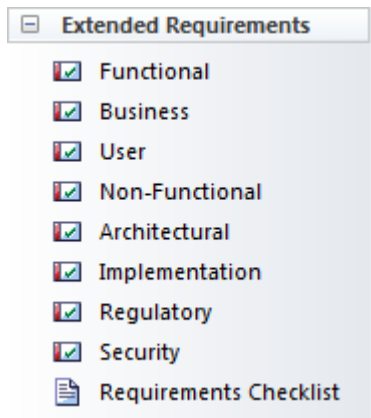 Extended Requirements
Functional
Business
User
Non-Functional
Architectural
Implementation
Regulatory
Security
Requirements Checklist